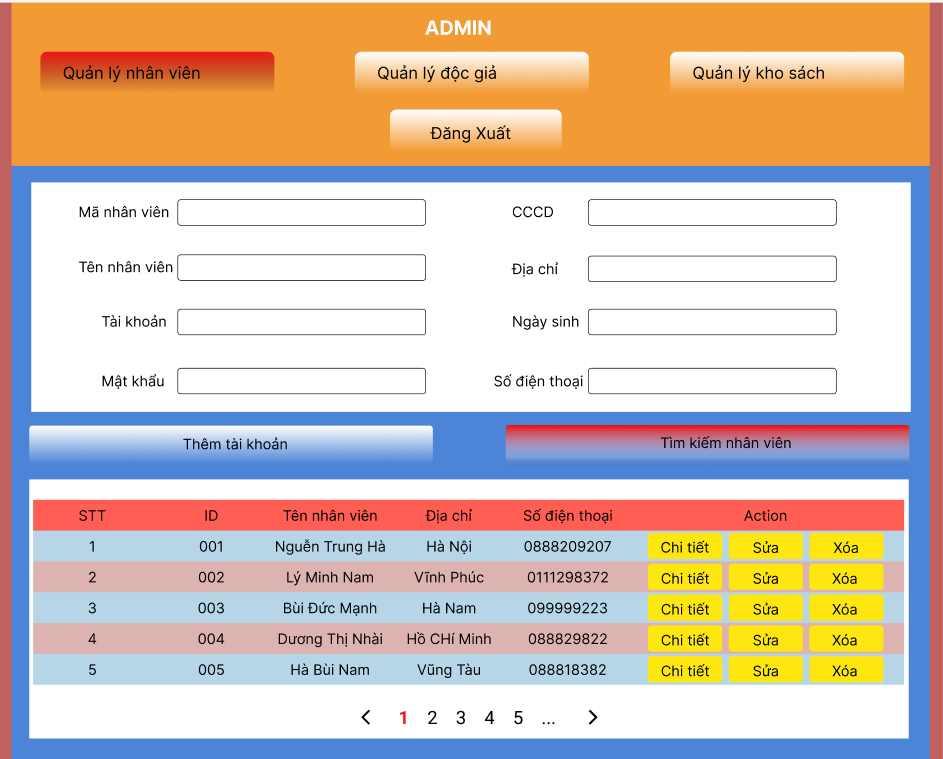 ADMIN
Quản lý nhân viên Quản lý độc giả Quản lý kho sách
Đăng Xuất
Mã nhân viên CCCD
Tên nhân viên Địa chỉ
Tài khoản Ngày sinh
Mật khẩu Số điện thoại
Thêm tài khoản Tìm kiếm nhân viên
STT ID Tên nhân viên Địa chỉ Số điện thoại Action
1 001 Nguễn Trung Hà Hà Nội 0888209207 Chi tiết Sửa Xóa
2 002 Lý Minh Nam Vĩnh Phúc 0111298372 Chi tiết Sửa Xóa
3 003 Bùi Đức Mạnh Hà Nam 099999223 Chi tiết Sửa Xóa
4 004 Dương Thị Nhài Hồ CHí Minh 088829822 Chi tiết Sửa Xóa
5 005 Hà Bùi Nam Vũng Tàu 088818382 Chi tiết Sửa Xóa
< 1 2 3 4 5 ... >